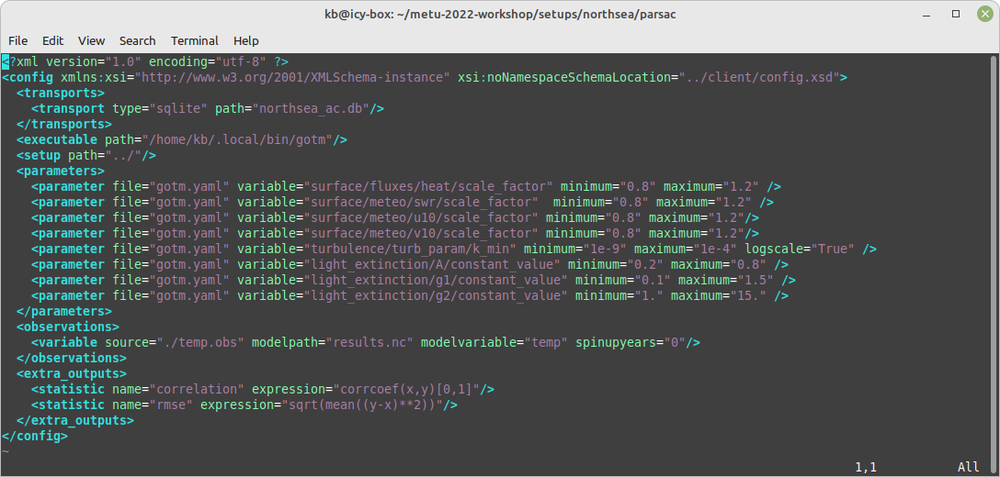 kb@icy-box: ~/metu-2022-workshop/setups/northsea/parsac
File Edit View Search Terminal Help
<?xml version="1.0" encoding="utf-8" ?>
<config xmlns:xsi="http://www.w3.org/2001/XMLSchema-instance" xsi:noNamespaceSchemaLocation="../client/config.xsd">
  <transports>
    <transport type="sqlite" path="northsea_ac.db"/>
  </transports>
  <executable path="/home/kb/.local/bin/gotm"/>
  <setup path="../"/>
  <parameters>
    <parameter file="gotm.yaml" variable="surface/fluxes/heat/scale_factor" minimum="0.8" maximum="1.2" />
    <parameter file="gotm.yaml" variable="surface/meteo/swr/scale_factor"  minimum="0.8" maximum="1.2" />
    <parameter file="gotm.yaml" variable="surface/meteo/u10/scale_factor" minimum="0.8" maximum="1.2"/>
    <parameter file="gotm.yaml" variable="surface/meteo/v10/scale_factor" minimum="0.8" maximum="1.2"/>
    <parameter file="gotm.yaml" variable="turbulence/turb_param/k_min" minimum="1e-9" maximum="1e-4" logscale="True" />
    <parameter file="gotm.yaml" variable="light_extinction/A/constant_value" minimum="0.2" maximum="0.8" />
    <parameter file="gotm.yaml" variable="light_extinction/g1/constant_value" minimum="0.1" maximum="1.5" />
    <parameter file="gotm.yaml" variable="light_extinction/g2/constant_value" minimum="1." maximum="15." />
  </parameters>
  <observations>
    <variable source="./temp.obs" modelpath="results.nc" modelvariable="temp" spinupyears="0"/>
  </observations>
  <extra_outputs>
    <statistic name="correlation" expression="corrcoef(x,y)[0,1]"/>
    <statistic name="rmse" expression="sqrt(mean((y-x)**2))"/>
  </extra_outputs>
</config>
~
1,1 All